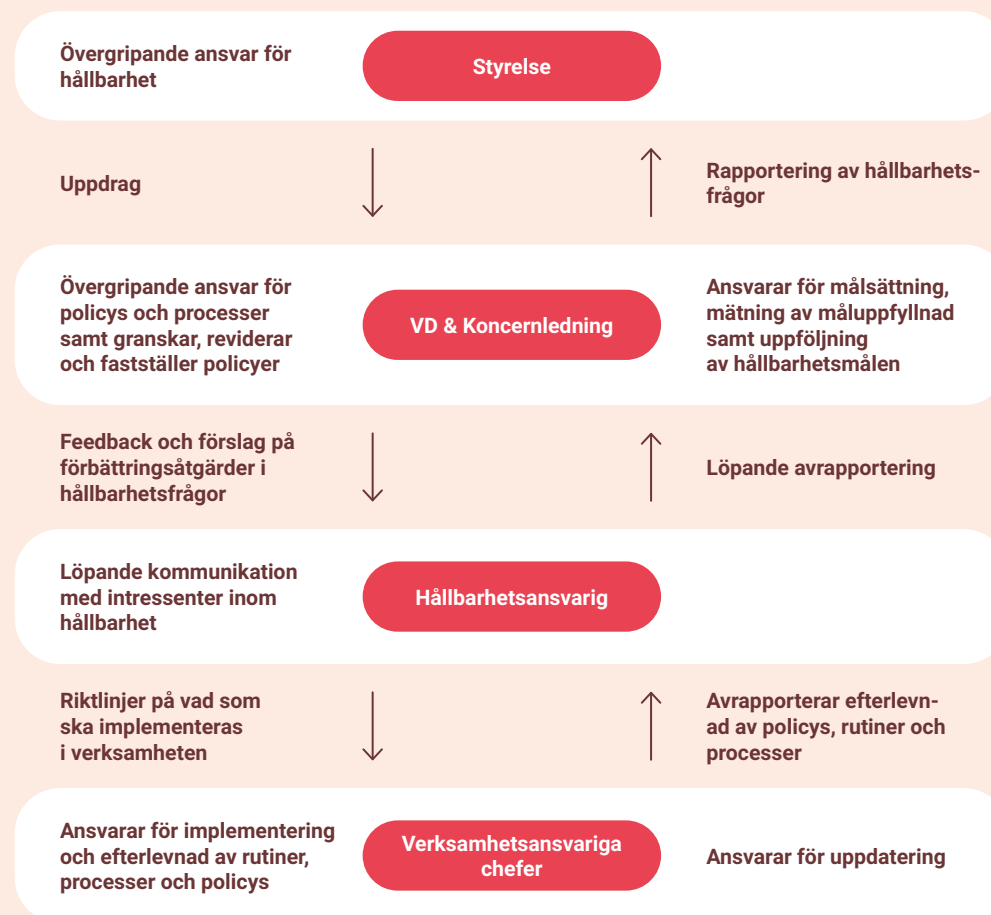 Övergripande ansvar för
hållbarhet
Styrelse
Uppdrag
Rapportering av hållbarhets-
frågor
Övergripande ansvar för
policys och processer
samt granskar, reviderar
och fastställer policyer
VD & Koncernledning
Ansvarar för målsättning,
mätning av måluppfyllnad
samt uppföljning
av hållbarhetsmålen
Feedback och förslag på
förbättringsåtgärder i
hållbarhetsfrågor
Löpande avrapportering
Löpande kommunikation
med intressenter inom
hållbarhet
Hållbarhetsansvarig
Riktlinjer på vad som
ska implementeras
i verksamheten
Avrapporterar efterlevn-
ad av policys, rutiner och
processer
Ansvarar för implementering
och efterlevnad av rutiner,
processer och policys
Verksamhetsansvariga
chefer
Ansvarar för uppdatering